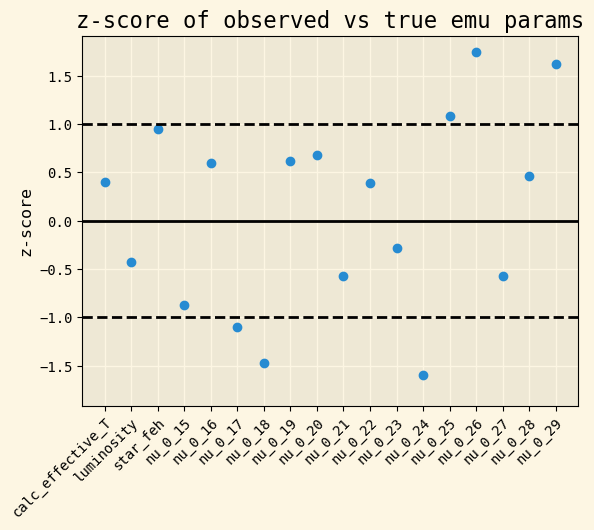 z-score of observed vs true emu params
z-score
1.5
1.0
0.5
0.0
−0.5
−1.0
−1.5
calc_effective_T
luminosity
star_feh
nu_0_15
nu_0_16
nu_0_17
nu_0_18
nu_0_19
nu_0_20
nu_0_21
nu_0_22
nu_0_23
nu_0_24
nu_0_25
nu_0_26
nu_0_27
nu_0_28
nu_0_29